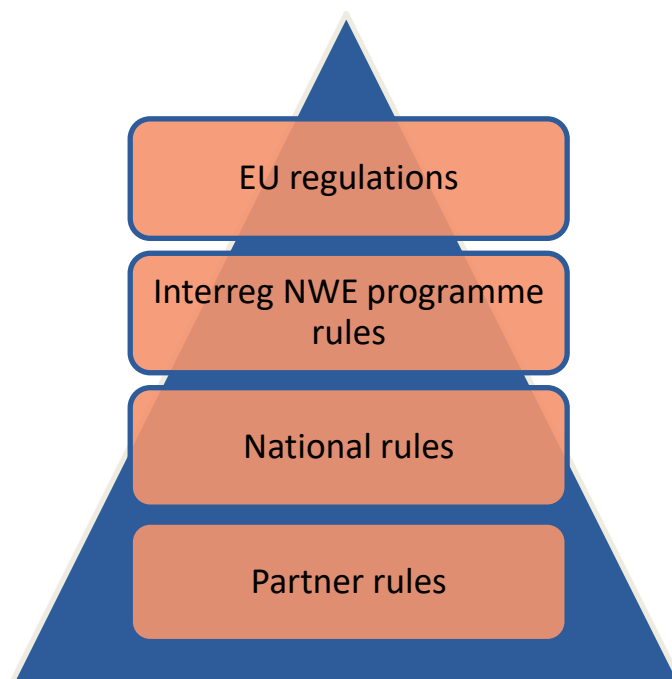 EU regulations
Interreg NWE programme
rules
National rules
Partner rules